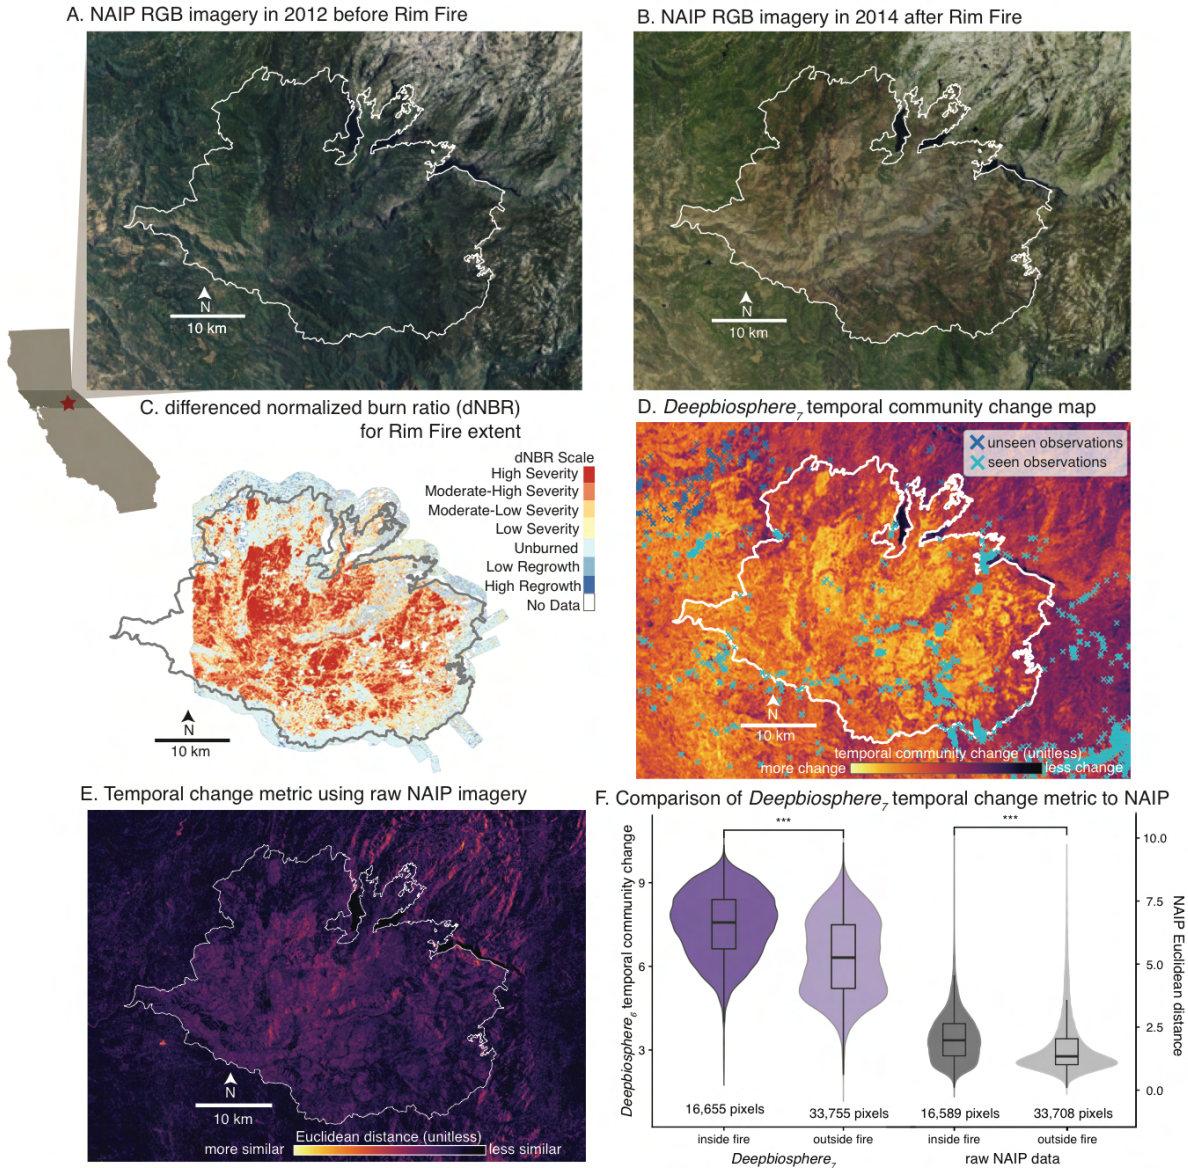 A. NAIP RGB imagery in 2012 before Rim Fire
B. NAIP RGB imagery in 2014 after Rim Fire
N
10 km
N
10 km
C. differenced normalized burn ratio (dNBR)
for Rim Fire extent
dNBR Scale
High Severity
Moderate-High Severity
Moderate-Low Severity
Low Severity
Unburned
Low Regrowth
High Regrowth
No Data
N
10 km
D. Deepbiosphere7 temporal community change map
unseen observations
seen observations
N
10 km
temporal community change (unitless)
more change
less change
E. Temporal change metric using raw NAIP imagery
N
10 km
Euclidean distance (unitless)
more similar
less similar
F. Comparison of Deepbiosphere7 temporal change metric to NAIP
Deepbiosphere6 temporal community change
9
6
3
***
***
10.0
7.5
5.0
2.5
0.0
NAIP Euclidean distance
16,655 pixels
33,755 pixels
16,589 pixels
33,708 pixels
inside fire
outside fire
inside fire
outside fire
Deepbiosphere7
raw NAIP data